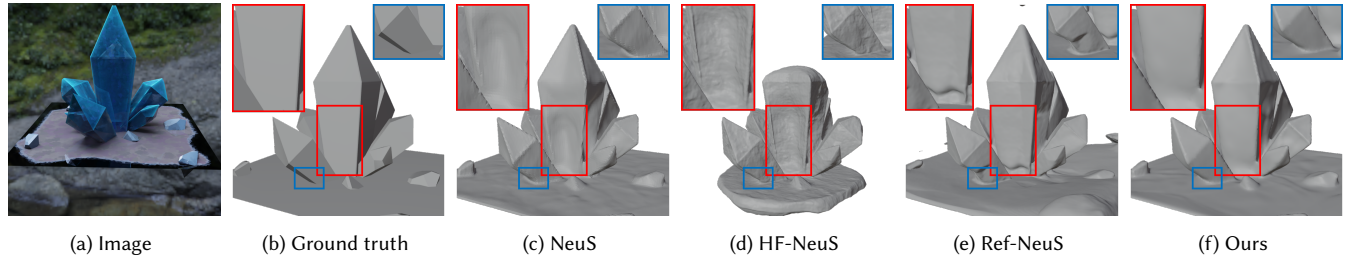 (a) Image
(b) Ground truth
(c) NeuS
(d) HF-NeuS
(e) Ref-NeuS
(f) Ours